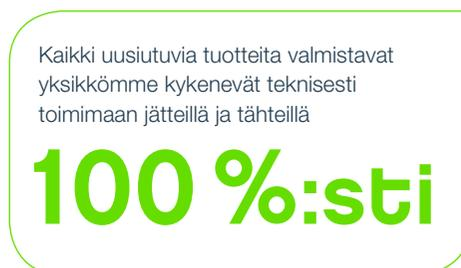 Kaikki uusiutuvia tuotteita valmistavat
yksikkömme kykenevät teknisesti
toimimaan jätteillä ja tähteillä
100 %:sti